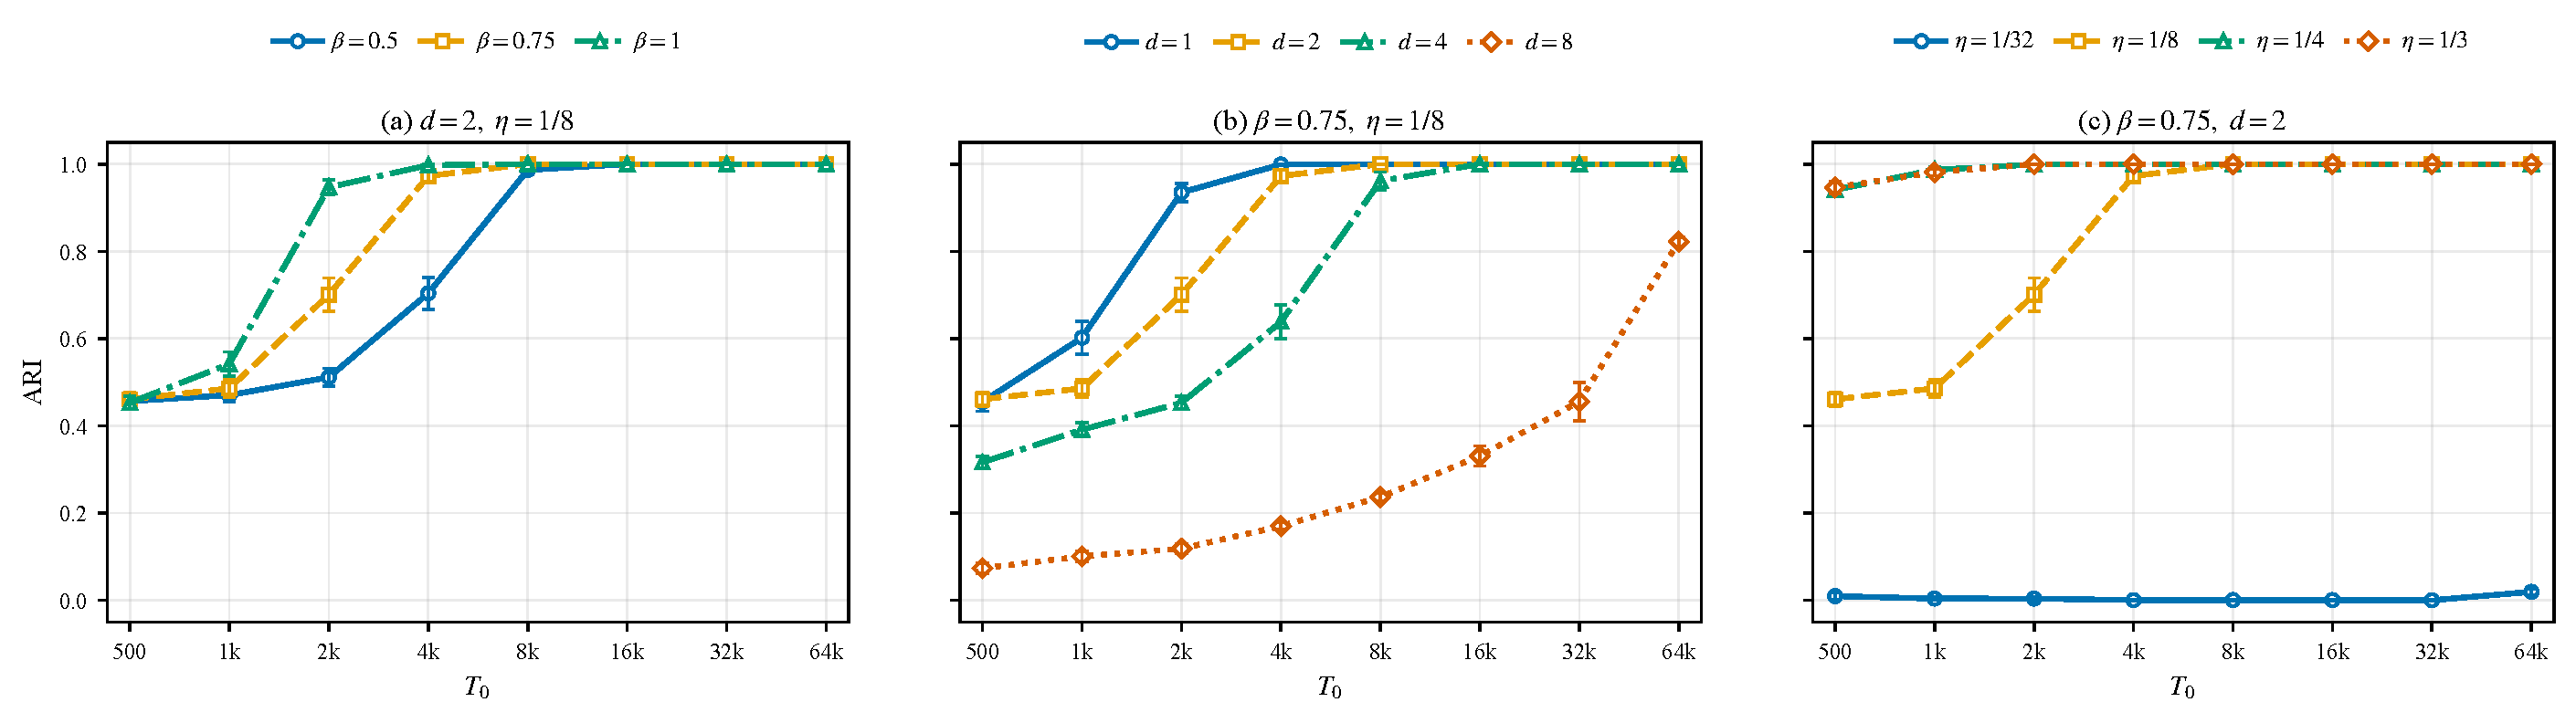 β = 0.5 β = 0.75 β = 1
d = 1 d = 2 d = 4 d = 8
η = 1/32 η = 1/8 η = 1/4 η = 1/3
(a) d = 2, η = 1/8
(b) β = 0.75, η = 1/8
(c) β = 0.75, d = 2
ARI
1.0
0.8
0.6
0.4
0.2
0.0
500 1k 2k 4k 8k 16k 32k 64k
500 1k 2k 4k 8k 16k 32k 64k
500 1k 2k 4k 8k 16k 32k 64k
T₀
T₀
T₀